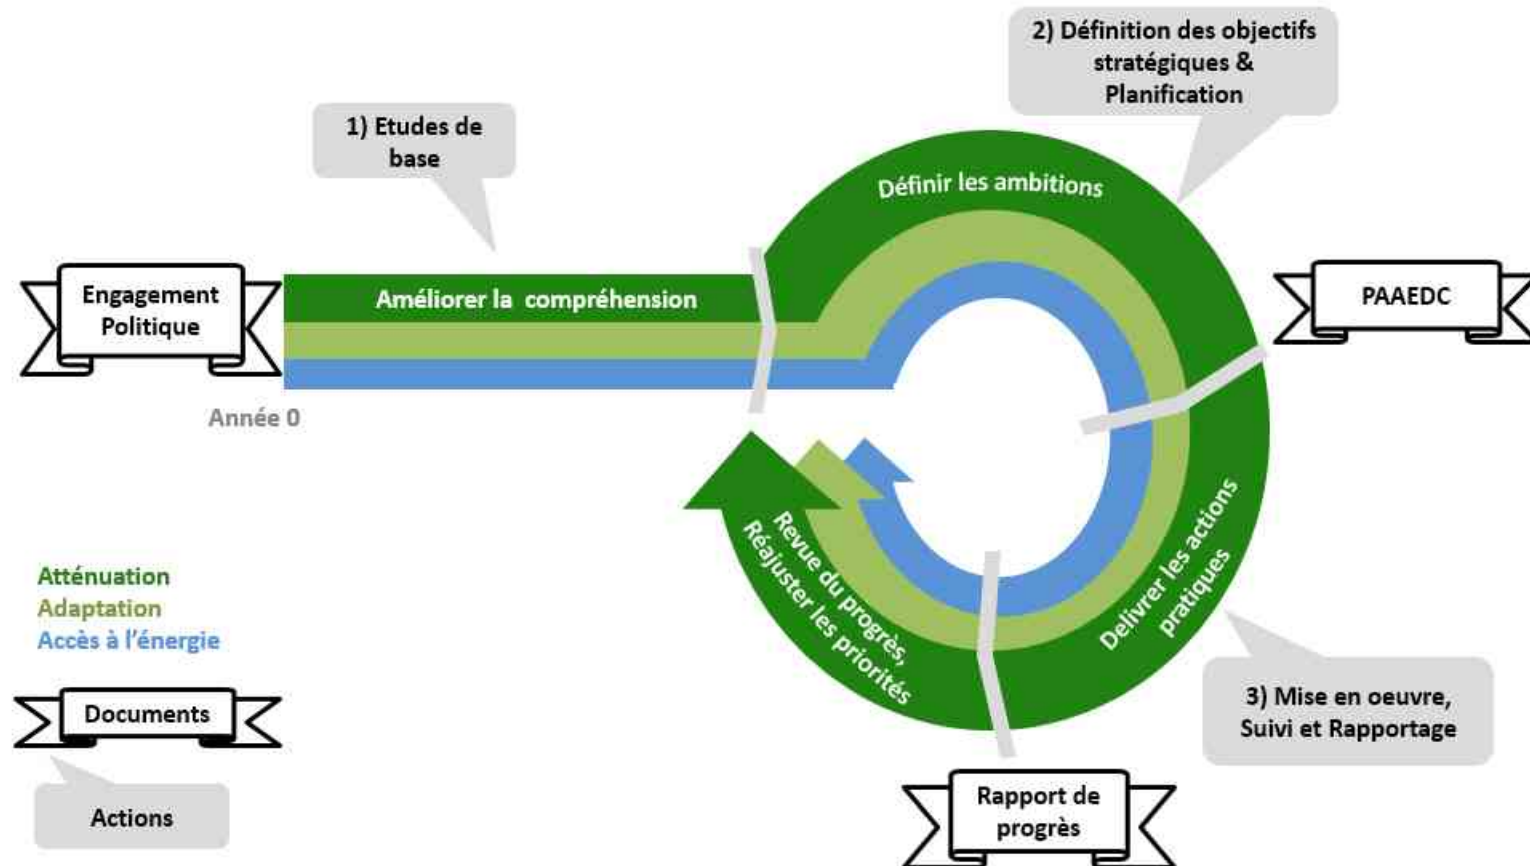 2) Définition des objectifs
stratégiques &
Planification
1) Etudes de
base
Définir les ambitions
Engagement
Politique
Améliorer la compréhension
PAAEDC
Année 0
Delivrer les actions
pratiques
Revue du progrès,
Réajuster les priorités
Atténuation
Adaptation
Accès à l'énergie
3) Mise en oeuvre,
Suivi et Rapportage
Documents
Actions
Rapport de
progrès